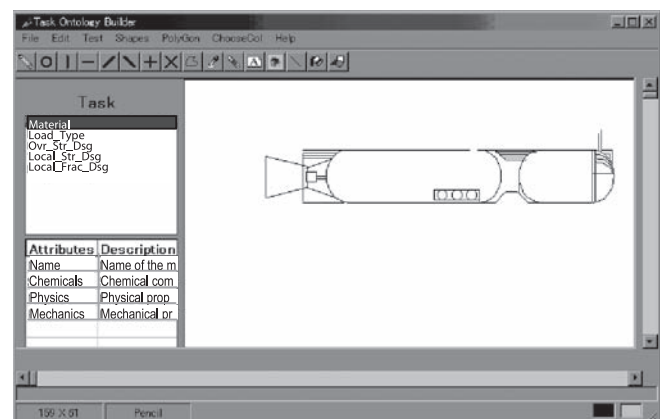 Task Ontology Builder
File Edit Test Shapes PolyGon ChooseCol Help
A
Task
Material
Load_Type
Ovr_Str_Dsg
Local_Str_Dsg
Local_Frac_Dsg
Attributes Description
Name Name of the m
Chemicals Chemical com
Physics Physical prop
Mechanics Mechanical pr
159 X 61 Pencil